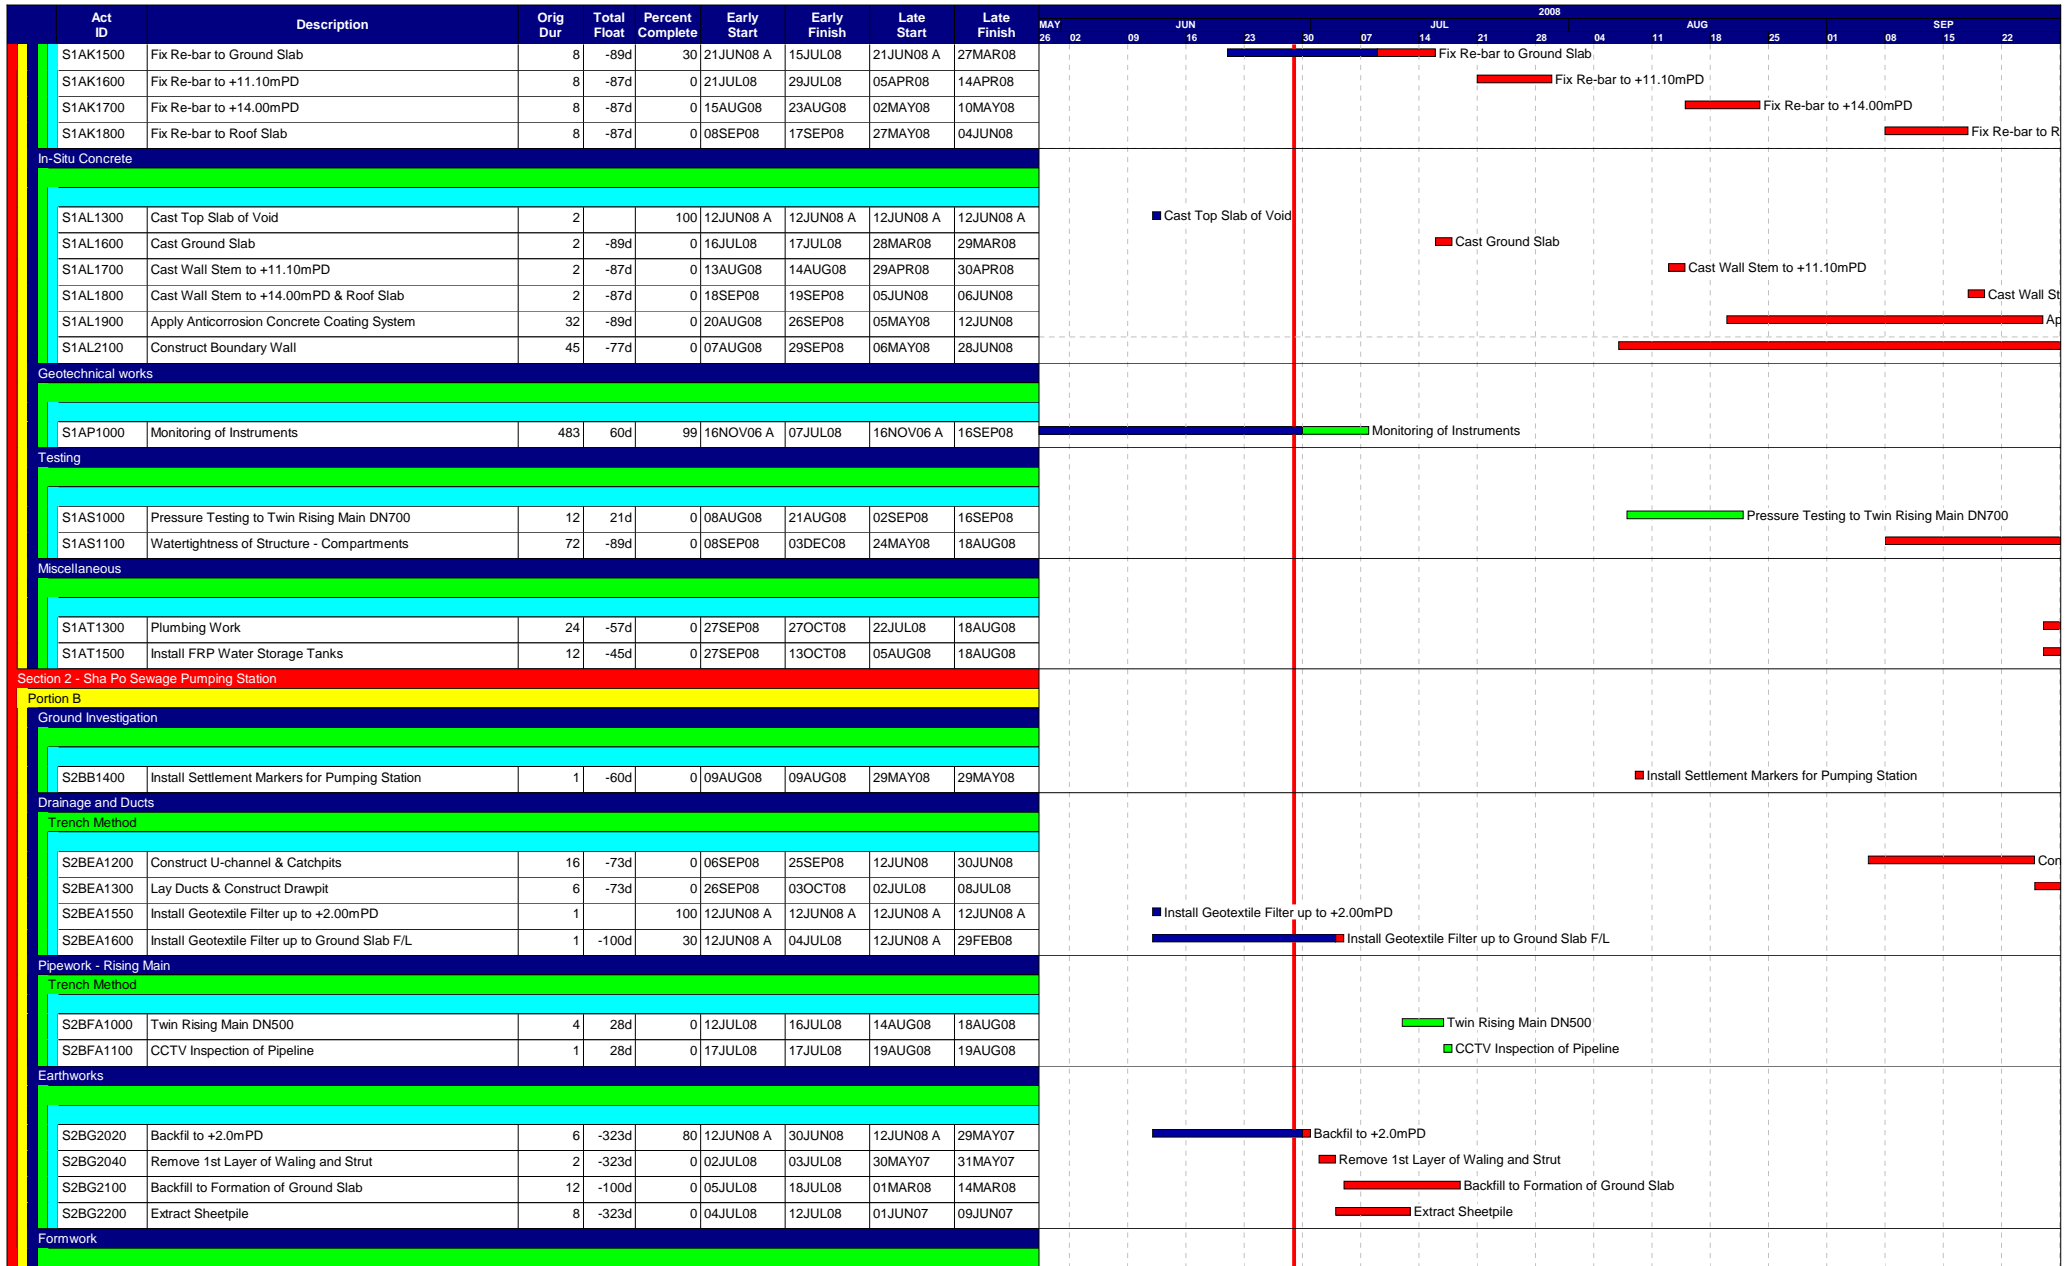 Act ID Description Orig Dur Total Float Percent Complete Early Start Early Finish Late Start Late Finish
2008
MAY JUN JUL AUG SEP
26 02 09 16 23 30 07 14 21 28 04 11 18 25 01 08 15 22
S1AK1500 Fix Re-bar to Ground Slab 8 -89d 30 21JUN08 A 15JUL08 21JUN08 A 27MAR08 Fix Re-bar to Ground Slab
S1AK1600 Fix Re-bar to +11.10mPD 8 -87d 0 21JUL08 29JUL08 05APR08 14APR08 Fix Re-bar to +11.10mPD
S1AK1700 Fix Re-bar to +14.00mPD 8 -87d 0 15AUG08 23AUG08 02MAY08 10MAY08 Fix Re-bar to +14.00mPD
S1AK1800 Fix Re-bar to Roof Slab 8 -87d 0 08SEP08 17SEP08 27MAY08 04JUN08 Fix Re-bar to R
In-Situ Concrete
S1AL1300 Cast Top Slab of Void 2 100 12JUN08 A 12JUN08 A 12JUN08 A 12JUN08 A Cast Top Slab of Void
S1AL1600 Cast Ground Slab 2 -89d 0 16JUL08 17JUL08 28MAR08 29MAR08 Cast Ground Slab
S1AL1700 Cast Wall Stem to +11.10mPD 2 -87d 0 13AUG08 14AUG08 29APR08 30APR08 Cast Wall Stem to +11.10mPD
S1AL1800 Cast Wall Stem to +14.00mPD & Roof Slab 2 -87d 0 18SEP08 19SEP08 05JUN08 06JUN08 Cast Wall St
S1AL1900 Apply Anticorrosion Concrete Coating System 32 -89d 0 20AUG08 26SEP08 05MAY08 12JUN08 Ap
S1AL2100 Construct Boundary Wall 45 -77d 0 07AUG08 29SEP08 06MAY08 28JUN08
Geotechnical works
S1AP1000 Monitoring of Instruments 483 60d 99 16NOV06 A 07JUL08 16NOV06 A 16SEP08 Monitoring of Instruments
Testing
S1AS1000 Pressure Testing to Twin Rising Main DN700 12 21d 0 08AUG08 21AUG08 02SEP08 16SEP08 Pressure Testing to Twin Rising Main DN700
S1AS1100 Watertightness of Structure - Compartments 72 -89d 0 08SEP08 03DEC08 24MAY08 18AUG08
Miscellaneous
S1AT1300 Plumbing Work 24 -57d 0 27SEP08 27OCT08 22JUL08 18AUG08
S1AT1500 Install FRP Water Storage Tanks 12 -45d 0 27SEP08 13OCT08 05AUG08 18AUG08
Section 2 - Sha Po Sewage Pumping Station
Portion B
Ground Investigation
S2BB1400 Install Settlement Markers for Pumping Station 1 -60d 0 09AUG08 09AUG08 29MAY08 29MAY08 Install Settlement Markers for Pumping Station
Drainage and Ducts
Trench Method
S2BEA1200 Construct U-channel & Catchpits 16 -73d 0 06SEP08 25SEP08 12JUN08 30JUN08 Con
S2BEA1300 Lay Ducts & Construct Drawpit 6 -73d 0 26SEP08 03OCT08 02JUL08 08JUL08
S2BEA1550 Install Geotextile Filter up to +2.00mPD 1 100 12JUN08 A 12JUN08 A 12JUN08 A 12JUN08 A Install Geotextile Filter up to +2.00mPD
S2BEA1600 Install Geotextile Filter up to Ground Slab F/L 1 -100d 30 12JUN08 A 04JUL08 12JUN08 A 29FEB08 Install Geotextile Filter up to Ground Slab F/L
Pipework - Rising Main
Trench Method
S2BFA1000 Twin Rising Main DN500 4 28d 0 12JUL08 16JUL08 14AUG08 18AUG08 Twin Rising Main DN500
S2BFA1100 CCTV Inspection of Pipeline 1 28d 0 17JUL08 17JUL08 19AUG08 19AUG08 CCTV Inspection of Pipeline
Earthworks
S2BG2020 Backfil to +2.0mPD 6 -323d 80 12JUN08 A 30JUN08 12JUN08 A 29MAY07 Backfil to +2.0mPD
S2BG2040 Remove 1st Layer of Waling and Strut 2 -323d 0 02JUL08 03JUL08 30MAY07 31MAY07 Remove 1st Layer of Waling and Strut
S2BG2100 Backfill to Formation of Ground Slab 12 -100d 0 05JUL08 18JUL08 01MAR08 14MAR08 Backfill to Formation of Ground Slab
S2BG2200 Extract Sheetpile 8 -323d 0 04JUL08 12JUL08 01JUN07 09JUN07 Extract Sheetpile
Formwork